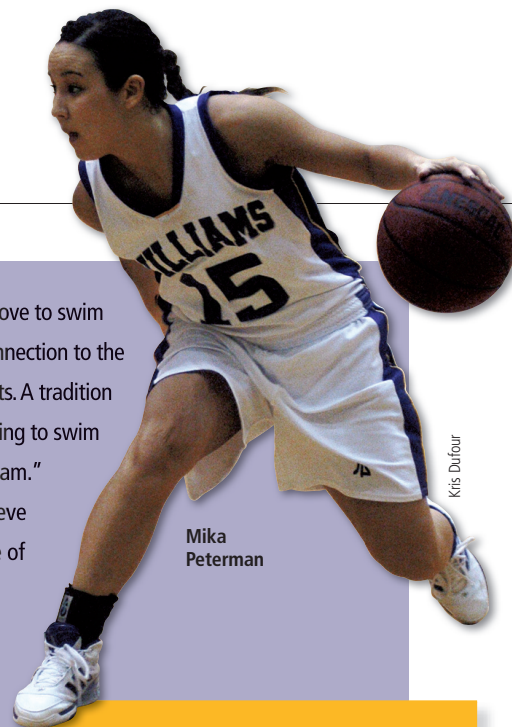 WILLIAMS
15
ove to swim
nnection to the
ts. A tradition
ing to swim
am.”
eve
e of
Mika
Peterman
Kris Dufour